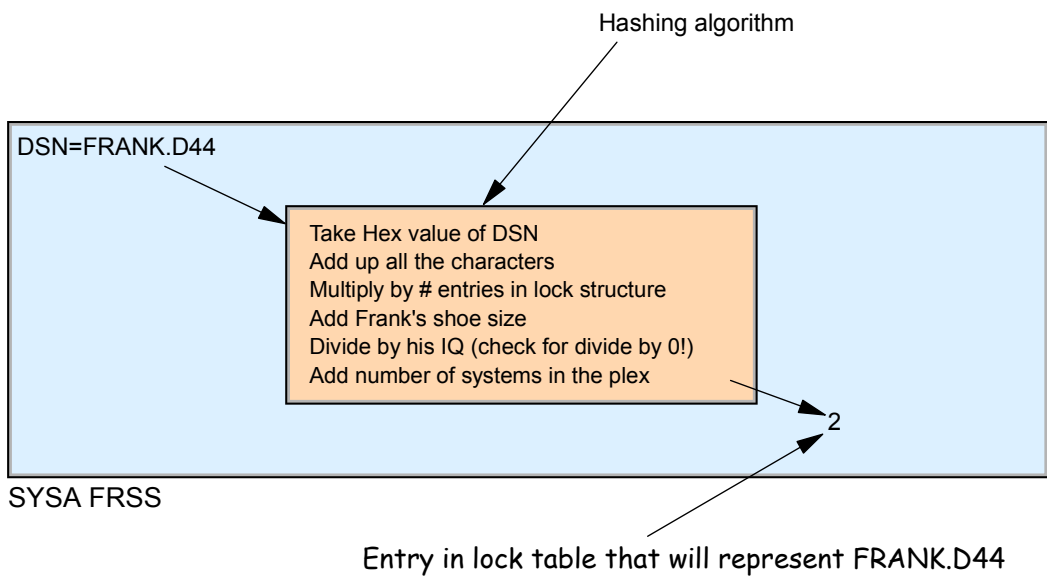 Hashing algorithm
DSN=FRANK.D44
Take Hex value of DSN
Add up all the characters
Multiply by # entries in lock structure
Add Frank's shoe size
Divide by his IQ (check for divide by 0!)
Add number of systems in the plex
2
SYSA FRSS
Entry in lock table that will represent FRANK.D44